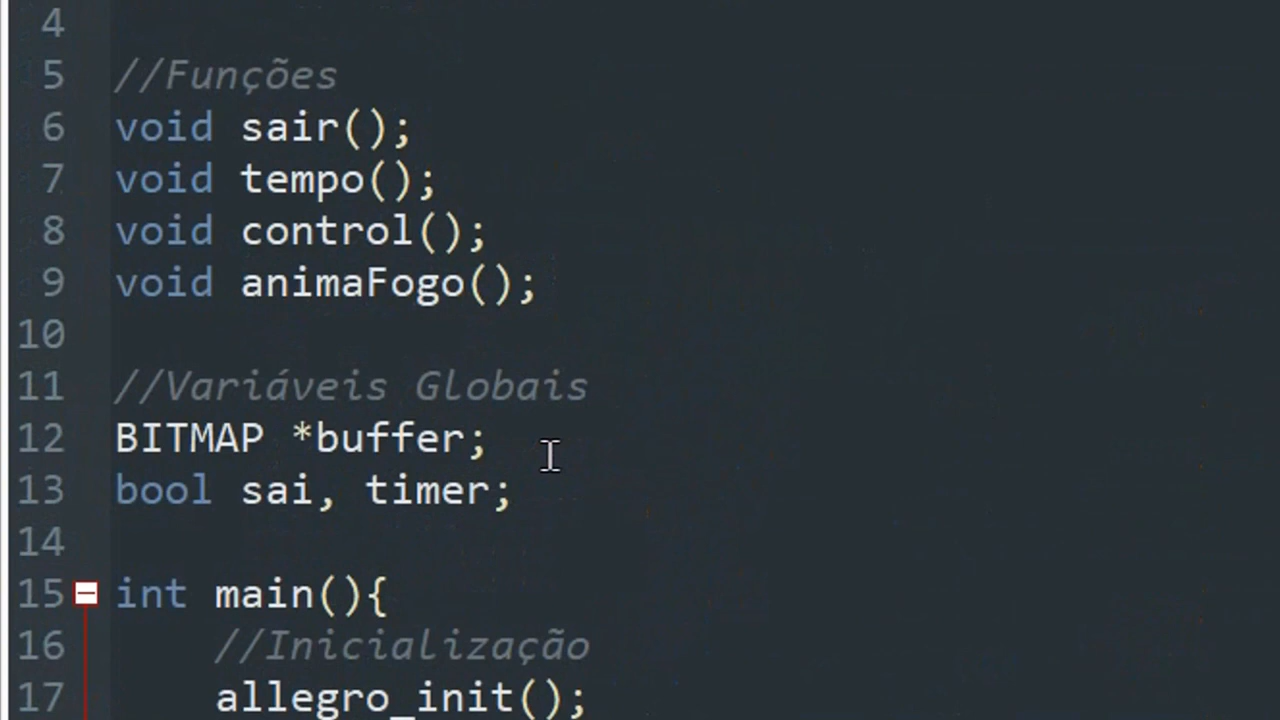 4
5 //Funções
6 void sair();
7 void tempo();
8 void control();
9 void animaFogo();
10
11 //Variáveis Globais
12 BITMAP *buffer;
13 bool sai, timer;
14
15 int main(){
16 //Inicialização
17 allegro_init();